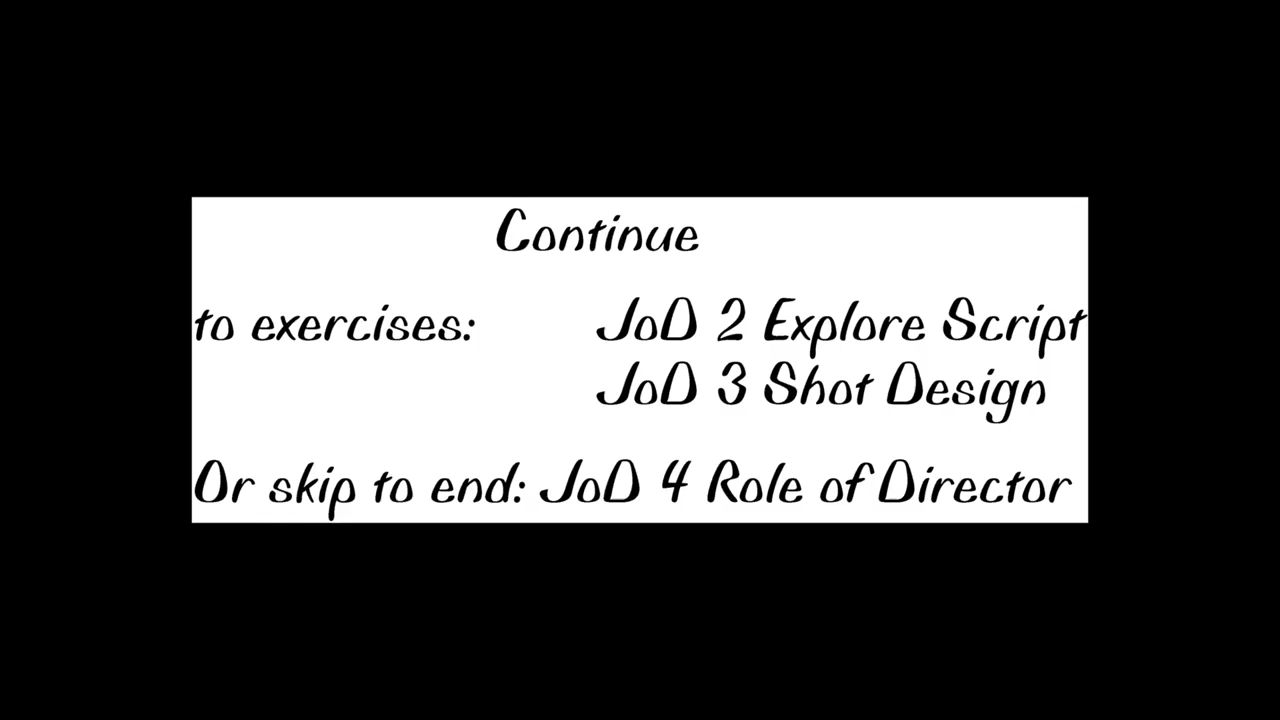 Continue
to exercises: JoD 2 Explore Script
JoD 3 Shot Design
Or skip to end: JoD 4 Role of Director